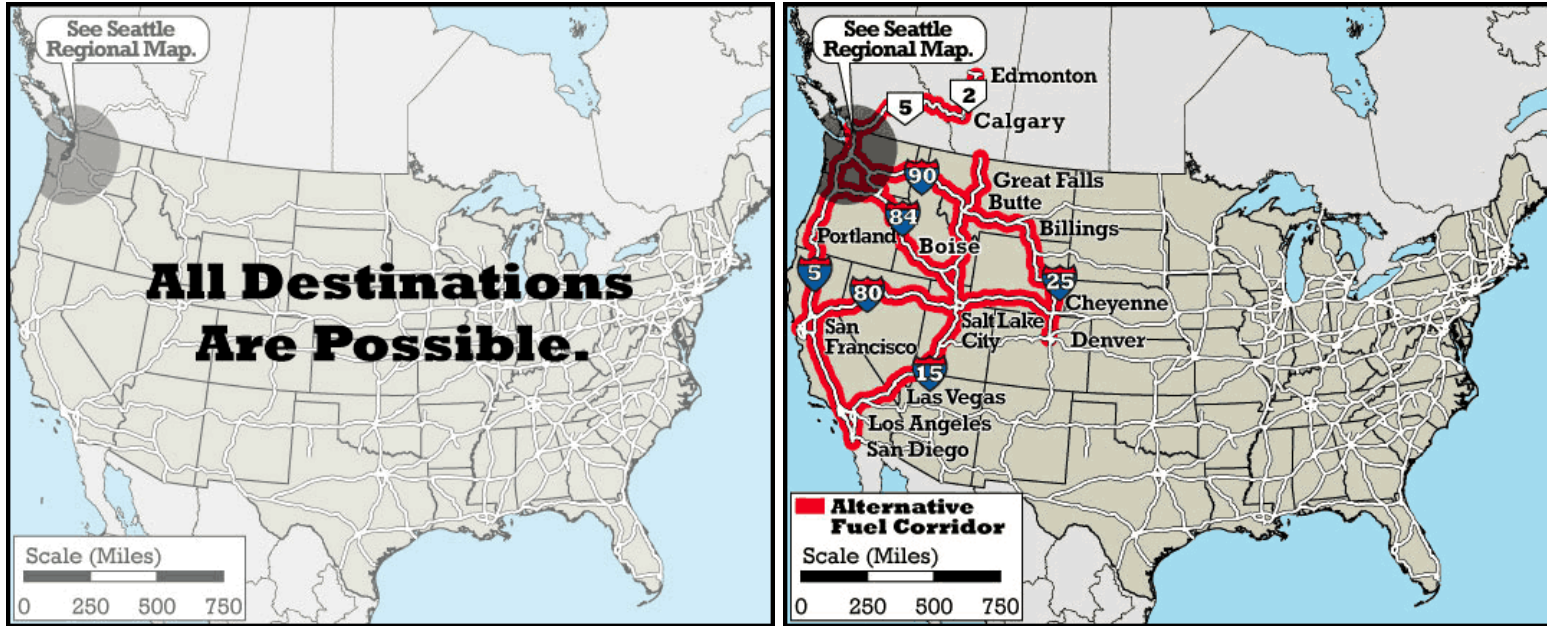 See Seattle
Regional Map.
All Destinations
Are Possible.
Scale (Miles)
0 250 500 750
See Seattle
Regional Map.
Edmonton
2
5
Calgary
90
Great Falls
Butte
84
Billings
Portland
Boise
5
80
25
Cheyenne
San
Francisco
Salt Lake
City
Denver
15
Las Vegas
Los Angeles
San Diego
Alternative
Fuel Corridor
Scale (Miles)
0 250 500 750